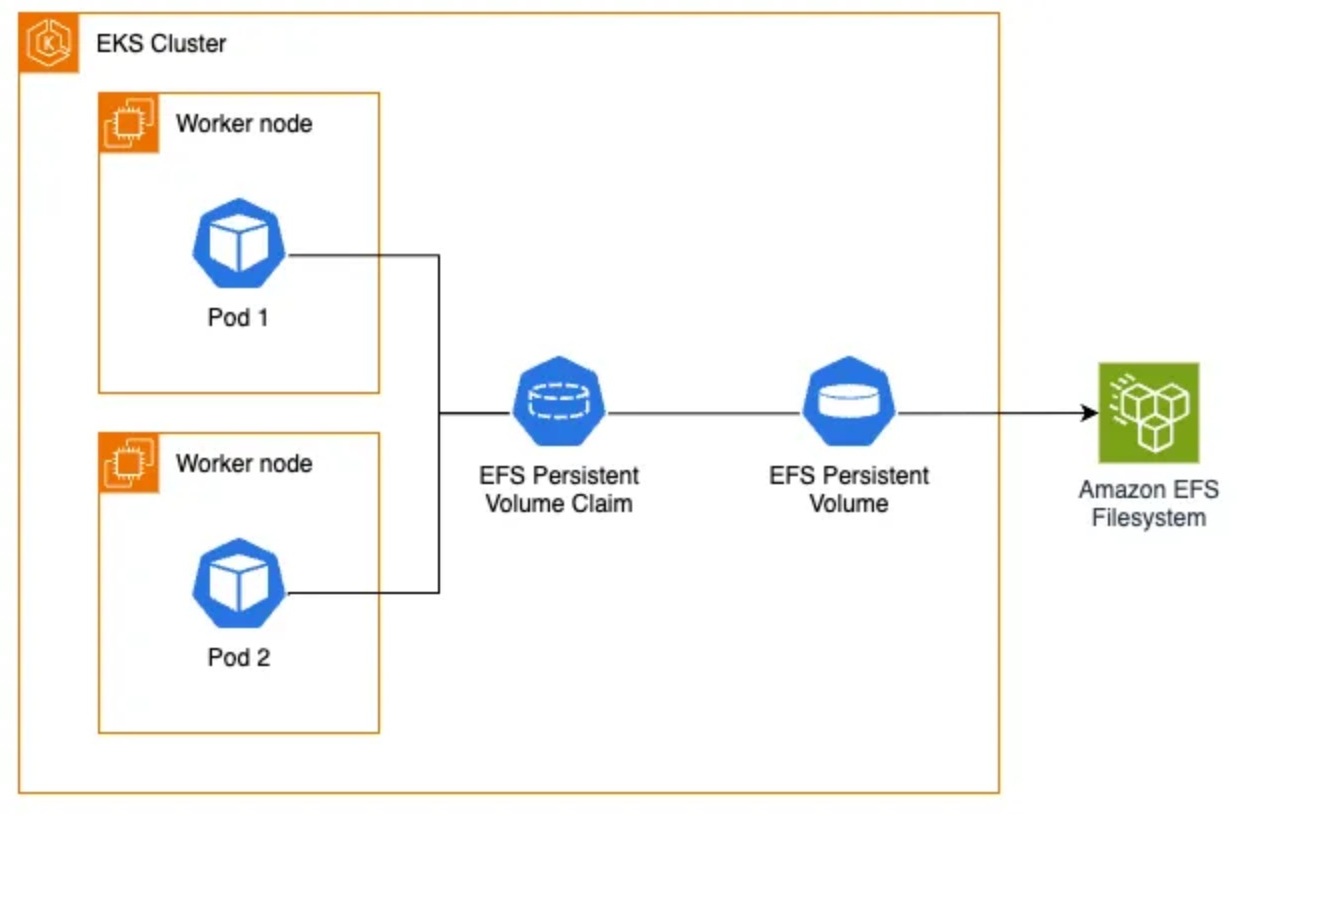 EKS Cluster
Worker node
Pod 1
Worker node
Pod 2
EFS Persistent
Volume Claim
EFS Persistent
Volume
Amazon EFS
Filesystem